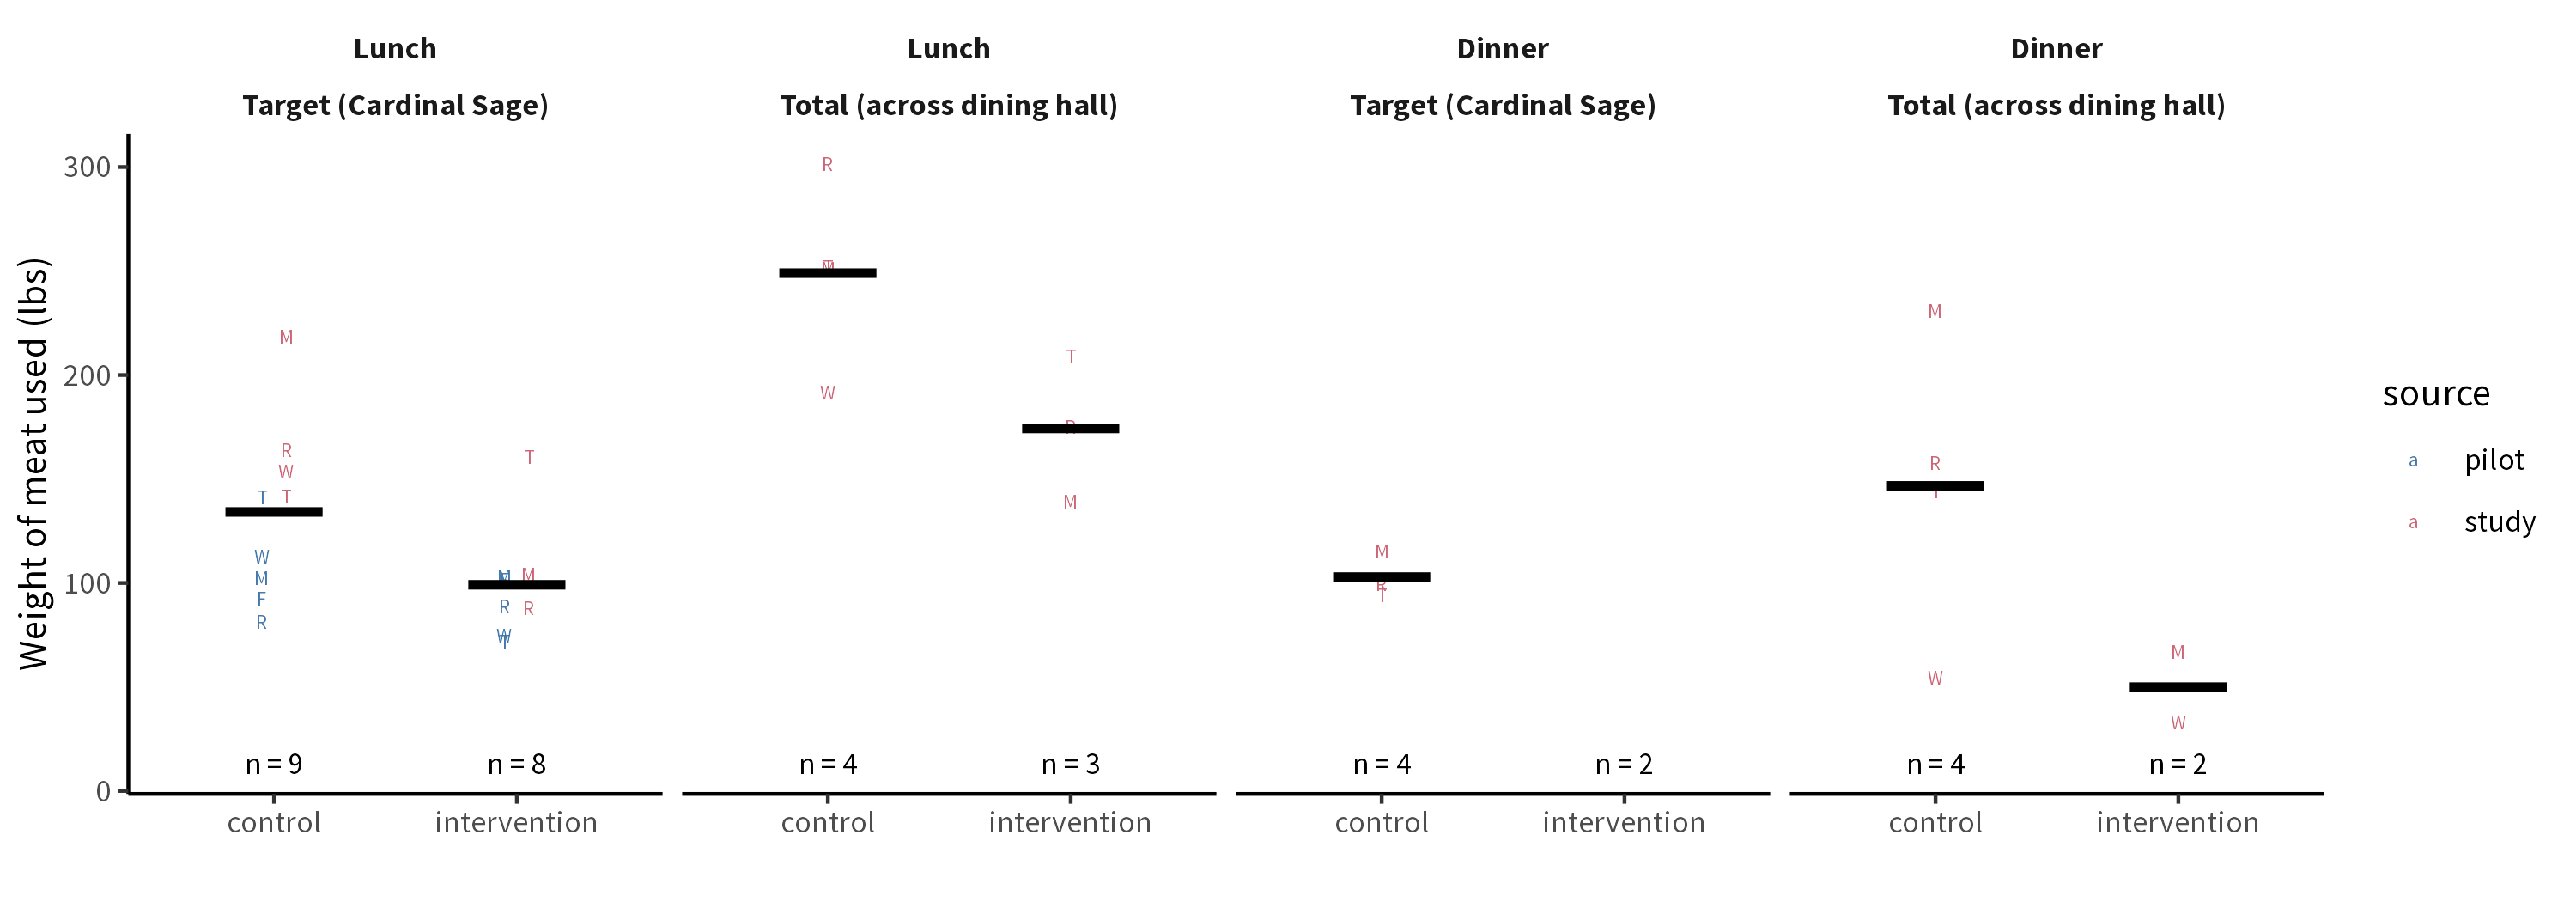 Lunch
Target (Cardinal Sage)
Lunch
Total (across dining hall)
Dinner
Target (Cardinal Sage)
Dinner
Total (across dining hall)
Weight of meat used (lbs)
300
200
100
0
M
R
W
T T
W
M
F
R
n = 9
control
T
M M
R R
W
T
n = 8
intervention
R
T
W
n = 4
control
T
R
M
n = 3
intervention
M
R
T
n = 4
control
n = 2
intervention
M
R
T
W
n = 4
control
M
W
n = 2
intervention
source
a pilot
a study